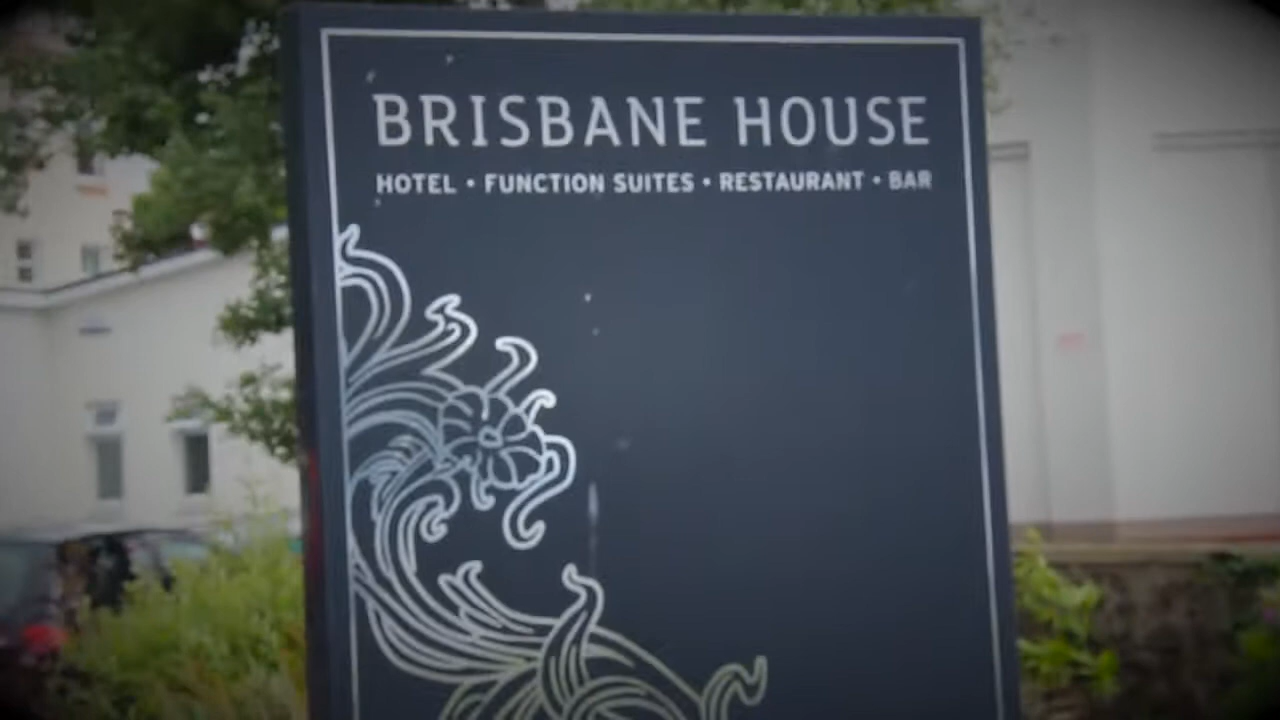 BRISBANE HOUSE
HOTEL • FUNCTION SUITES • RESTAURANT • BAR